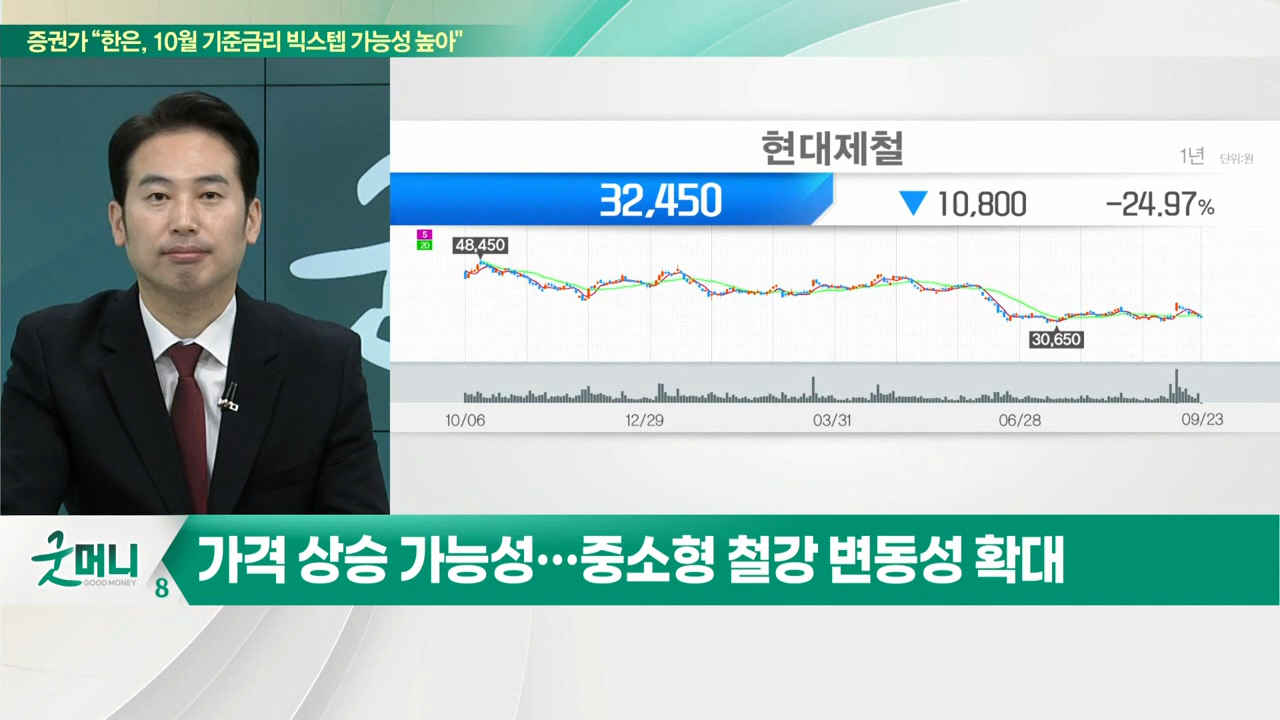 증권가 “한은, 10월 기준금리 빅스텝 가능성 높아"
현대제철
1년 단위:원
32,450 ▼ 10,800 -24.97%
5
20
48,450
30,650
10/06 12/29 03/31 06/28 09/23
굿머니
GOOD MONEY
8
가격 상승 가능성…중소형 철강 변동성 확대